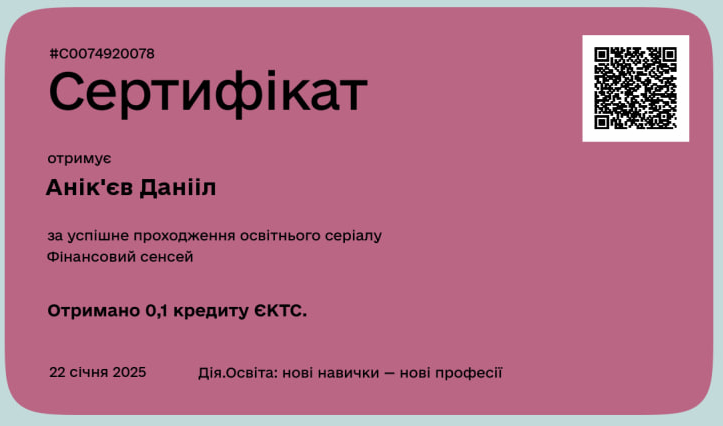 #C0074920078
Сертифікат
отримує
Анік'єв Данііл
за успішне проходження освітнього серіалу
Фінансовий сенсей
Отримано 0,1 кредиту ЄКТС.
22 січня 2025
Дія.Освіта: нові навички — нові професії